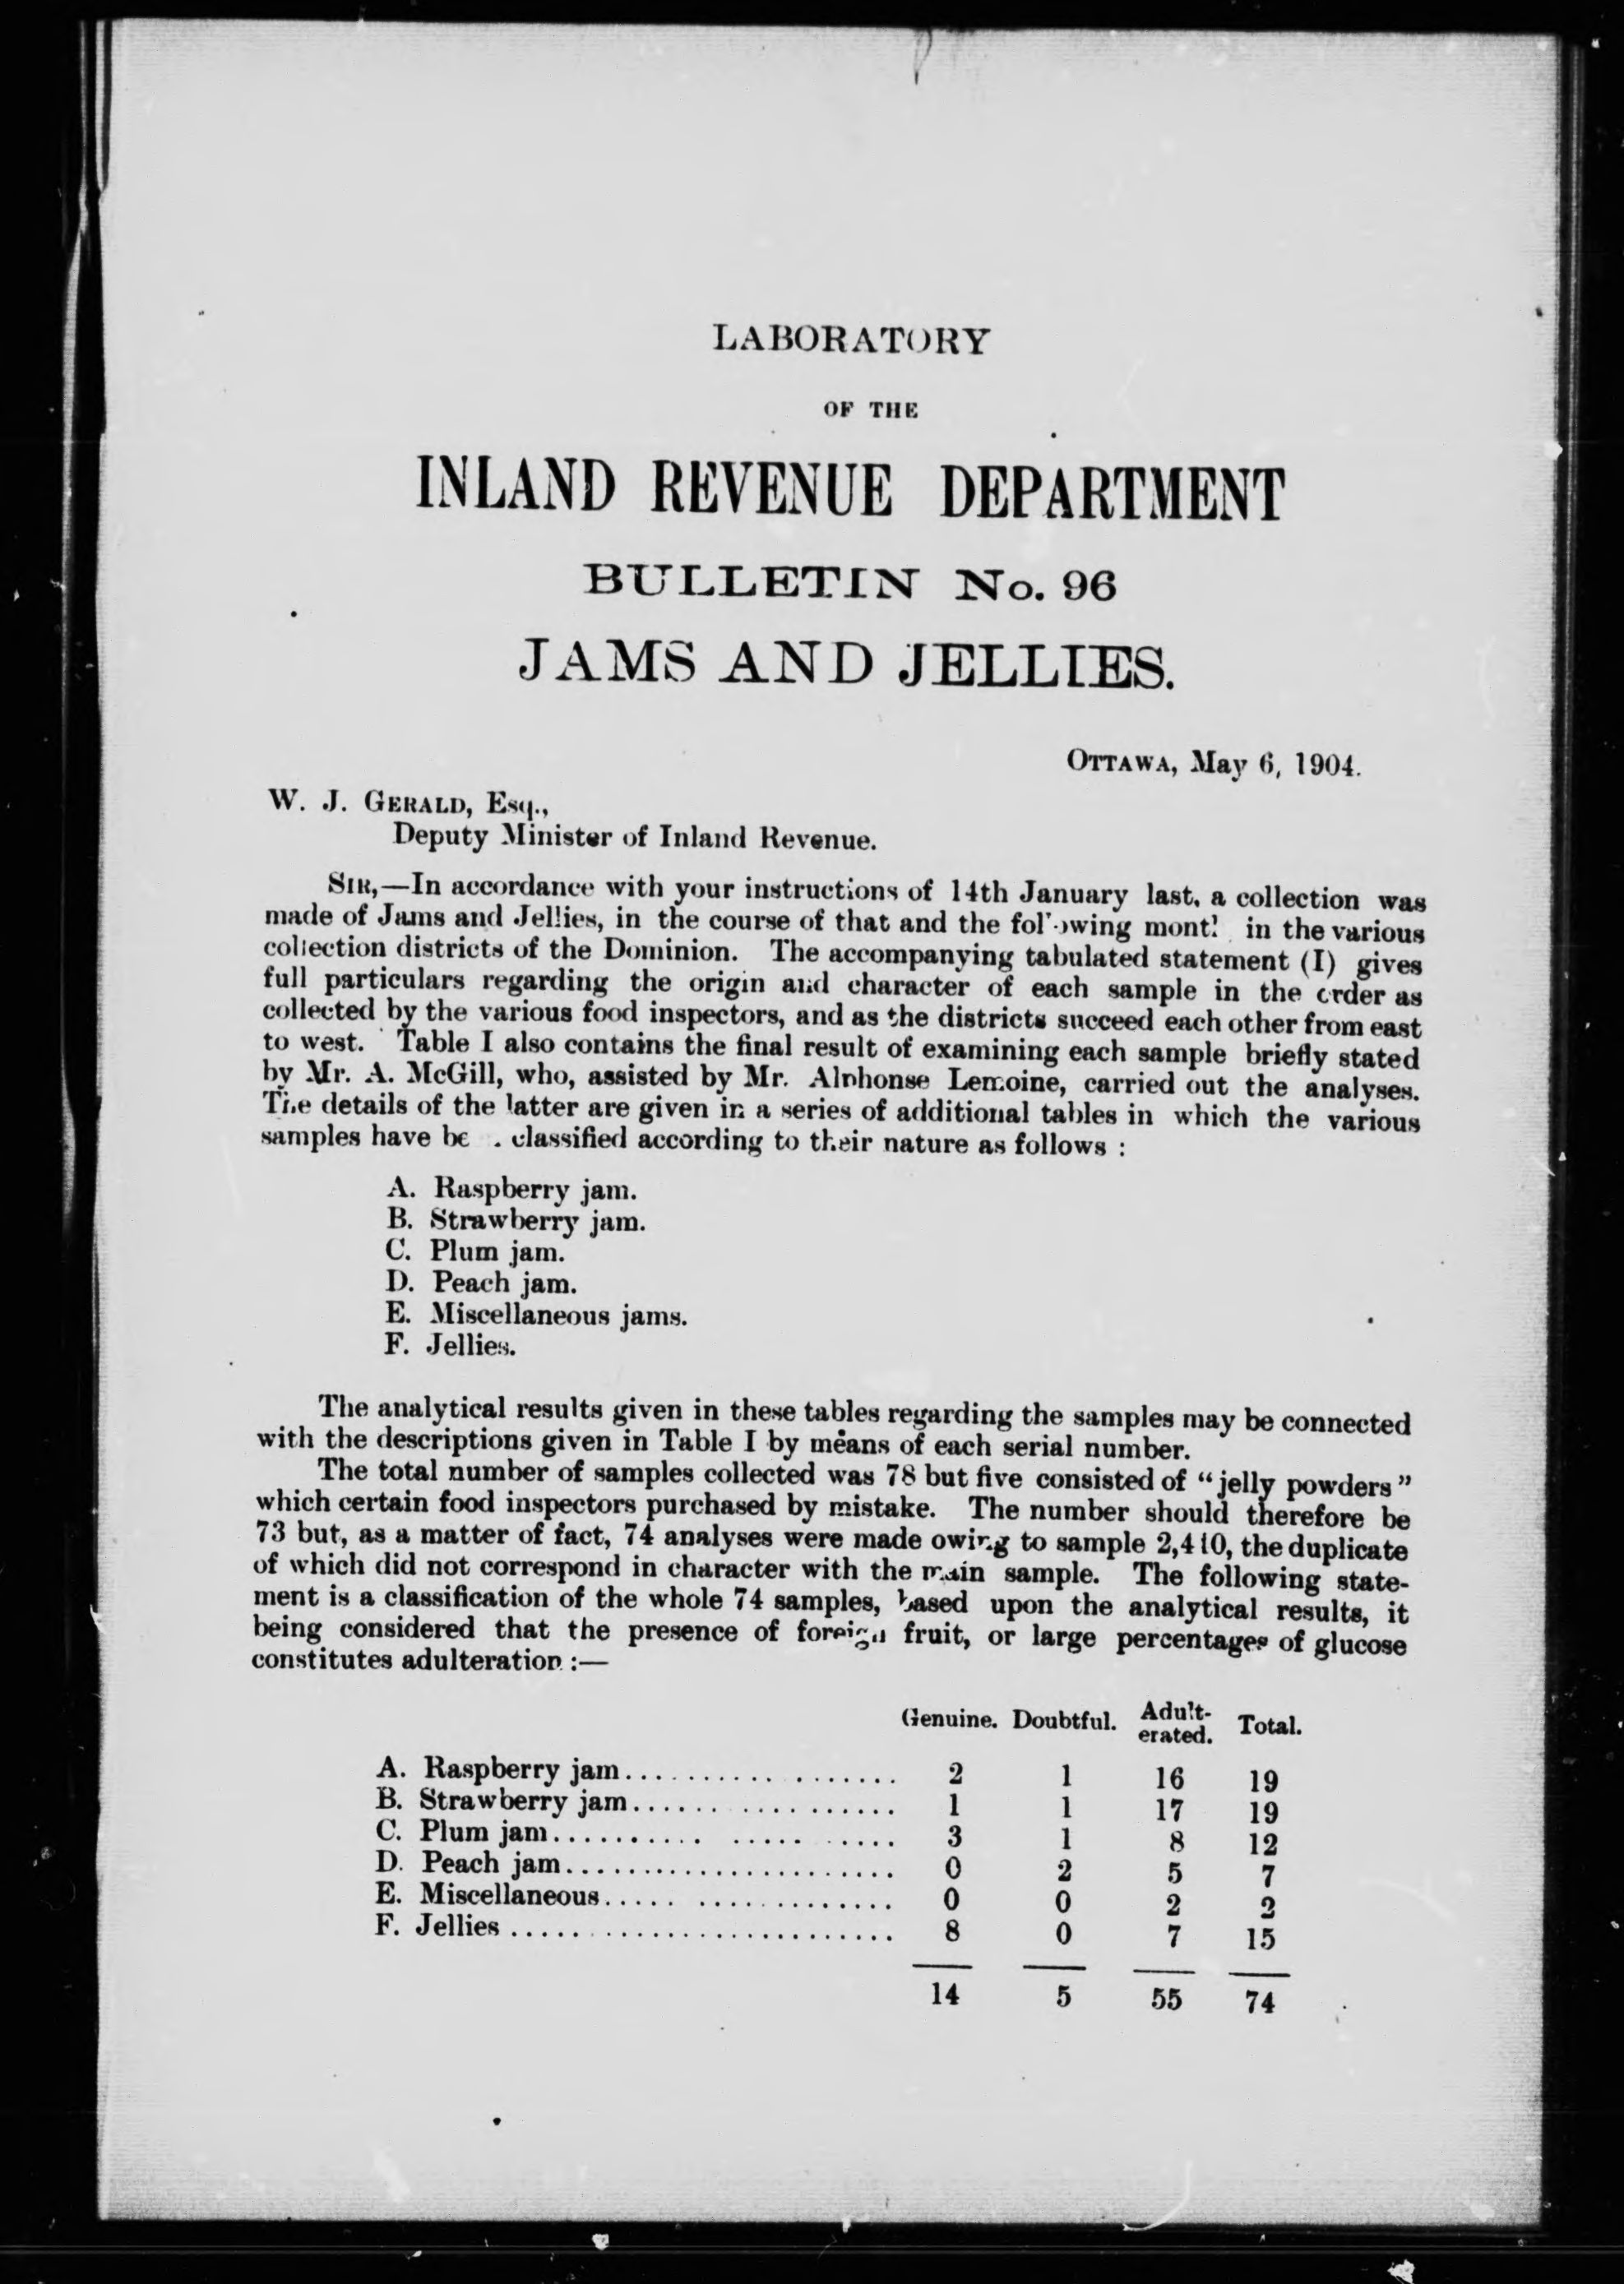 LABORATORY
OF THE
INLAND REVENUE DEPARTMENT
BULLETIN No. 96
JAMS AND JELLIES.
OTTAWA, May 6, 1904.
W. J. GERALD, Esq.,
Deputy Minister of Inland Revenue.
SIR,—In accordance with your instructions of 14th January last, a collection was
made of Jams and Jellies, in the course of that and the following month in the various
collection districts of the Dominion. The accompanying tabulated statement (I) gives
full particulars regarding the origin and character of each sample in the order as
collected by the various food inspectors, and as the districts succeed each other from east
to west. Table I also contains the final result of examining each sample briefly stated
by Mr. A. McGill, who, assisted by Mr. Alphonse Lemoine, carried out the analyses.
The details of the latter are given in a series of additional tables in which the various
samples have classified according to their nature as follows :
A. Raspberry jam.
B. Strawberry jam.
C. Plum jam.
D. Peach jam.
E. Miscellaneous jams.
F. Jellies.
The analytical results given in these tables regarding the samples may be connected
with the descriptions given in Table I by means of each serial number.
The total number of samples collected was 78 but five consisted of “jelly powders”
which certain food inspectors purchased by mistake. The number should therefore be
73 but, as a matter of fact, 74 analyses were made owing to sample 2,410, the duplicate
of which did not correspond in character with the main sample. The following state-
ment is a classification of the whole 74 samples, based upon the analytical results, it
being considered that the presence of foreign fruit, or large percentages of glucose
constitutes adulteration :—
Genuine. Doubtful. Adult-erated. Total.
A. Raspberry jam 2 1 16 19
B. Strawberry jam 1 1 17 19
C. Plum jam 3 1 8 12
D. Peach jam 0 2 5 7
E. Miscellaneous 0 0 2 2
F. Jellies 8 0 7 15
14 5 55 74